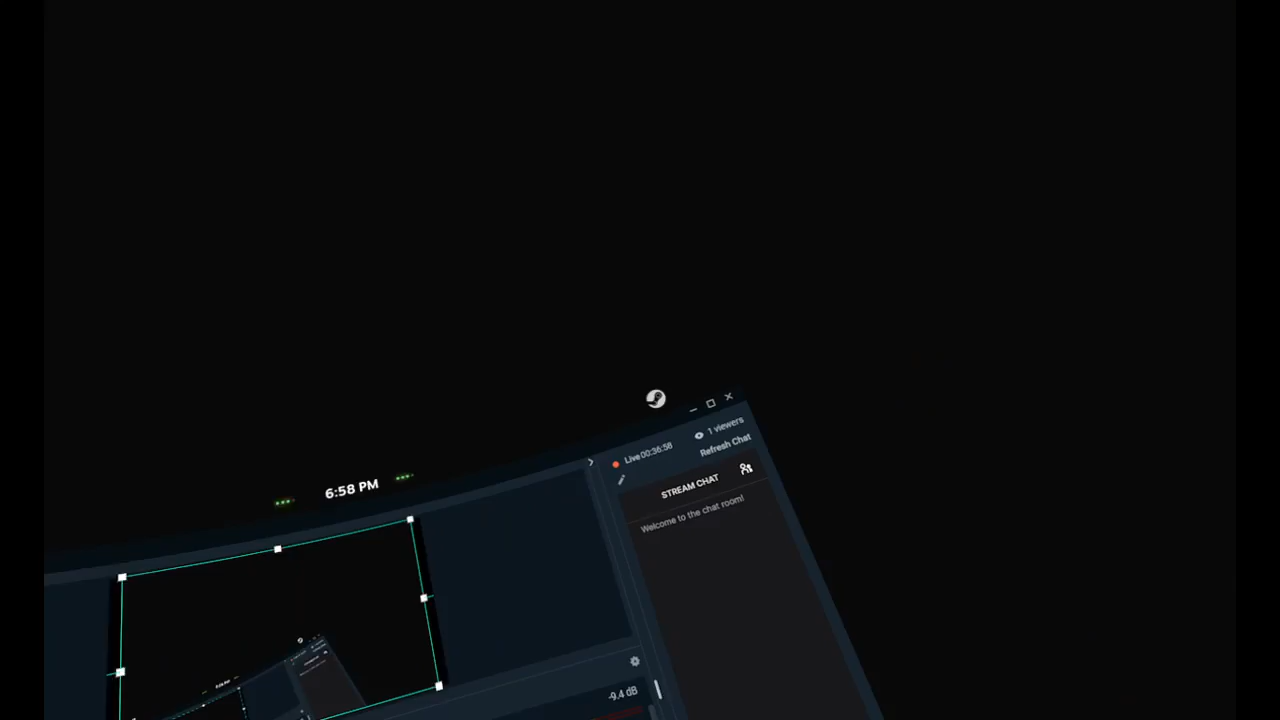 1 viewers
Live 00:36:58
Refresh Chat
6:58 PM
STREAM CHAT
Welcome to the chat room!
-9.4 dB